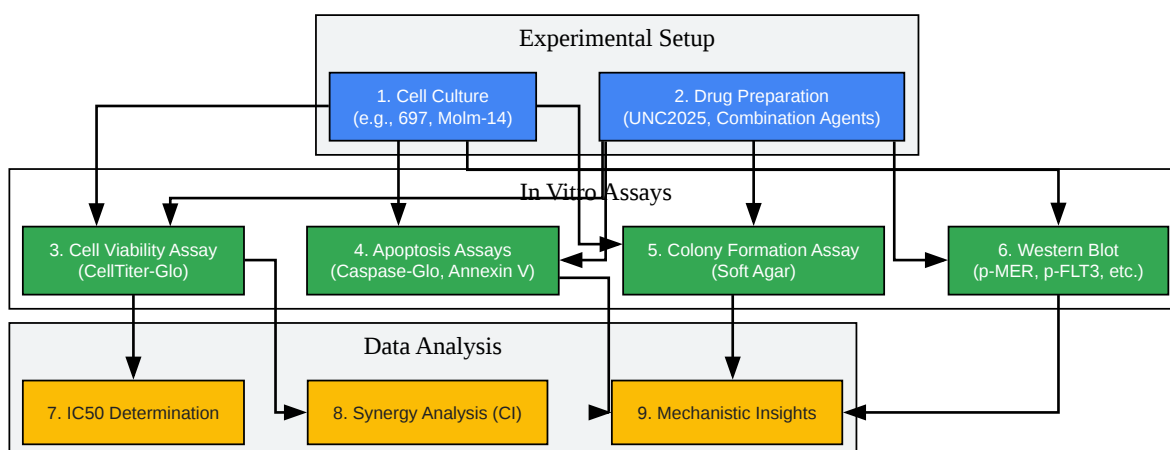 Experimental Setup
1. Cell Culture
(e.g., 697, Molm-14)
2. Drug Preparation
(UNC2025, Combination Agents)
In Vitro Assays
3. Cell Viability Assay
(CellTiter-Glo)
4. Apoptosis Assays
(Caspase-Glo, Annexin V)
5. Colony Formation Assay
(Soft Agar)
6. Western Blot
(p-MER, p-FLT3, etc.)
Data Analysis
7. IC50 Determination
8. Synergy Analysis (CI)
9. Mechanistic Insights